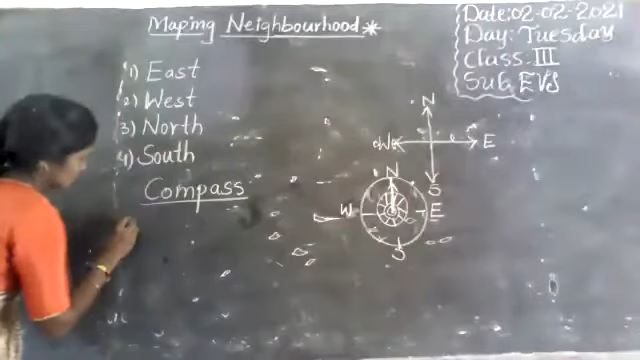 Maping Neighbourhood*
Date:02-02-2021
Day: Tuesday
Class: III
Sub: EVS
1) East
2) West
3) North
4) South
Compass
N
W E
S
N
W E
S